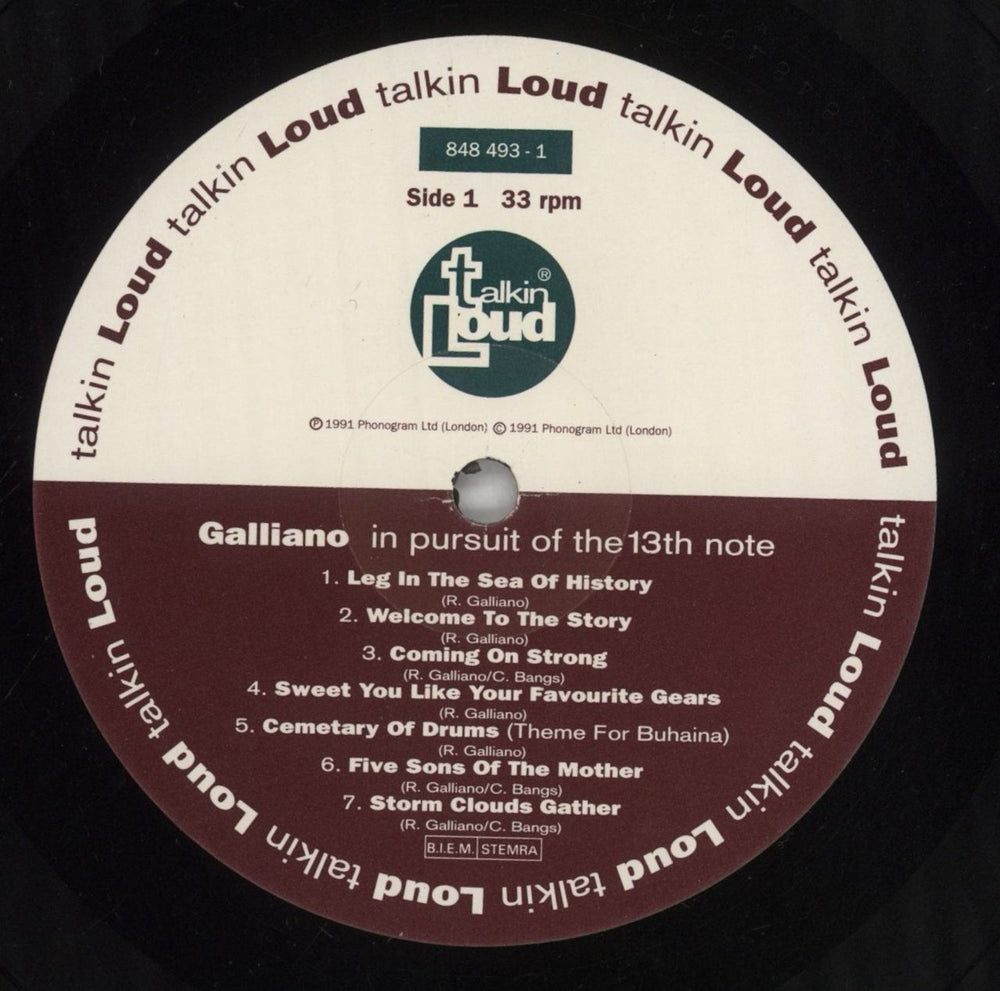 talkin Loud talkin Loud talkin Loud talkin Loud talkin Loud
848 493 - 1
Side 1 33 rpm
talkin ®
Loud
℗ 1991 Phonogram Ltd (London) © 1991 Phonogram Ltd (London)
Galliano in pursuit of the 13th note
1. Leg In The Sea Of History
(R. Galliano)
2. Welcome To The Story
(R. Galliano)
3. Coming On Strong
(R. Galliano/C. Bangs)
4. Sweet You Like Your Favourite Gears
(R. Galliano)
5. Cemetary Of Drums (Theme For Buhaina)
(R. Galliano)
6. Five Sons Of The Mother
(R. Galliano/C. Bangs)
7. Storm Clouds Gather
(R. Galliano/C. Bangs)
B.I.E.M. STEMRA
talkin Loud talkin Loud talkin Loud talkin Loud talkin Loud